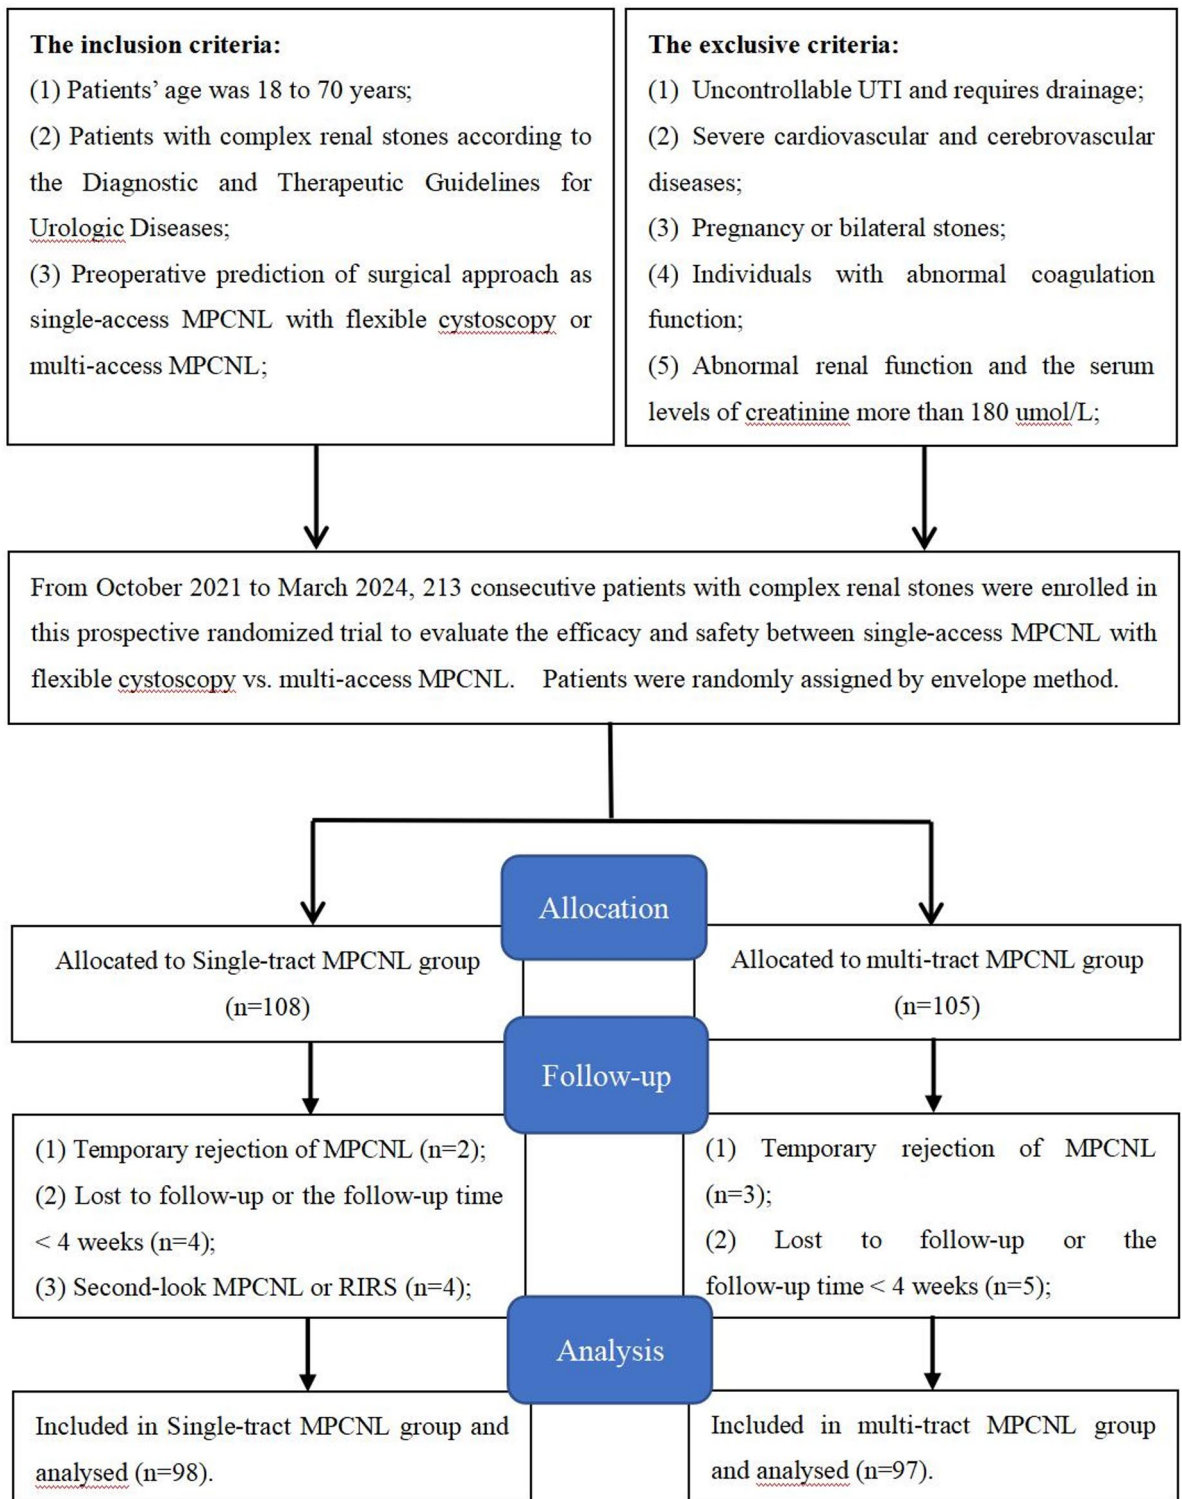 The inclusion criteria:
(1) Patients’ age was 18 to 70 years;
(2) Patients with complex renal stones according to
the Diagnostic and Therapeutic Guidelines for
Urologic Diseases;
(3) Preoperative prediction of surgical approach as
single-access MPCNL with flexible cystoscopy or
multi-access MPCNL;
The exclusive criteria:
(1) Uncontrollable UTI and requires drainage;
(2) Severe cardiovascular and cerebrovascular
diseases;
(3) Pregnancy or bilateral stones;
(4) Individuals with abnormal coagulation
function;
(5) Abnormal renal function and the serum
levels of creatinine more than 180 umol/L;
From October 2021 to March 2024, 213 consecutive patients with complex renal stones were enrolled in
this prospective randomized trial to evaluate the efficacy and safety between single-access MPCNL with
flexible cystoscopy vs. multi-access MPCNL. Patients were randomly assigned by envelope method.
Allocation
Allocated to Single-tract MPCNL group
(n=108)
Allocated to multi-tract MPCNL group
(n=105)
Follow-up
(1) Temporary rejection of MPCNL (n=2);
(2) Lost to follow-up or the follow-up time
< 4 weeks (n=4);
(3) Second-look MPCNL or RIRS (n=4);
(1) Temporary rejection of MPCNL
(n=3);
(2) Lost to follow-up or the
follow-up time < 4 weeks (n=5);
Analysis
Included in Single-tract MPCNL group and
analysed (n=98).
Included in multi-tract MPCNL group
and analysed (n=97).